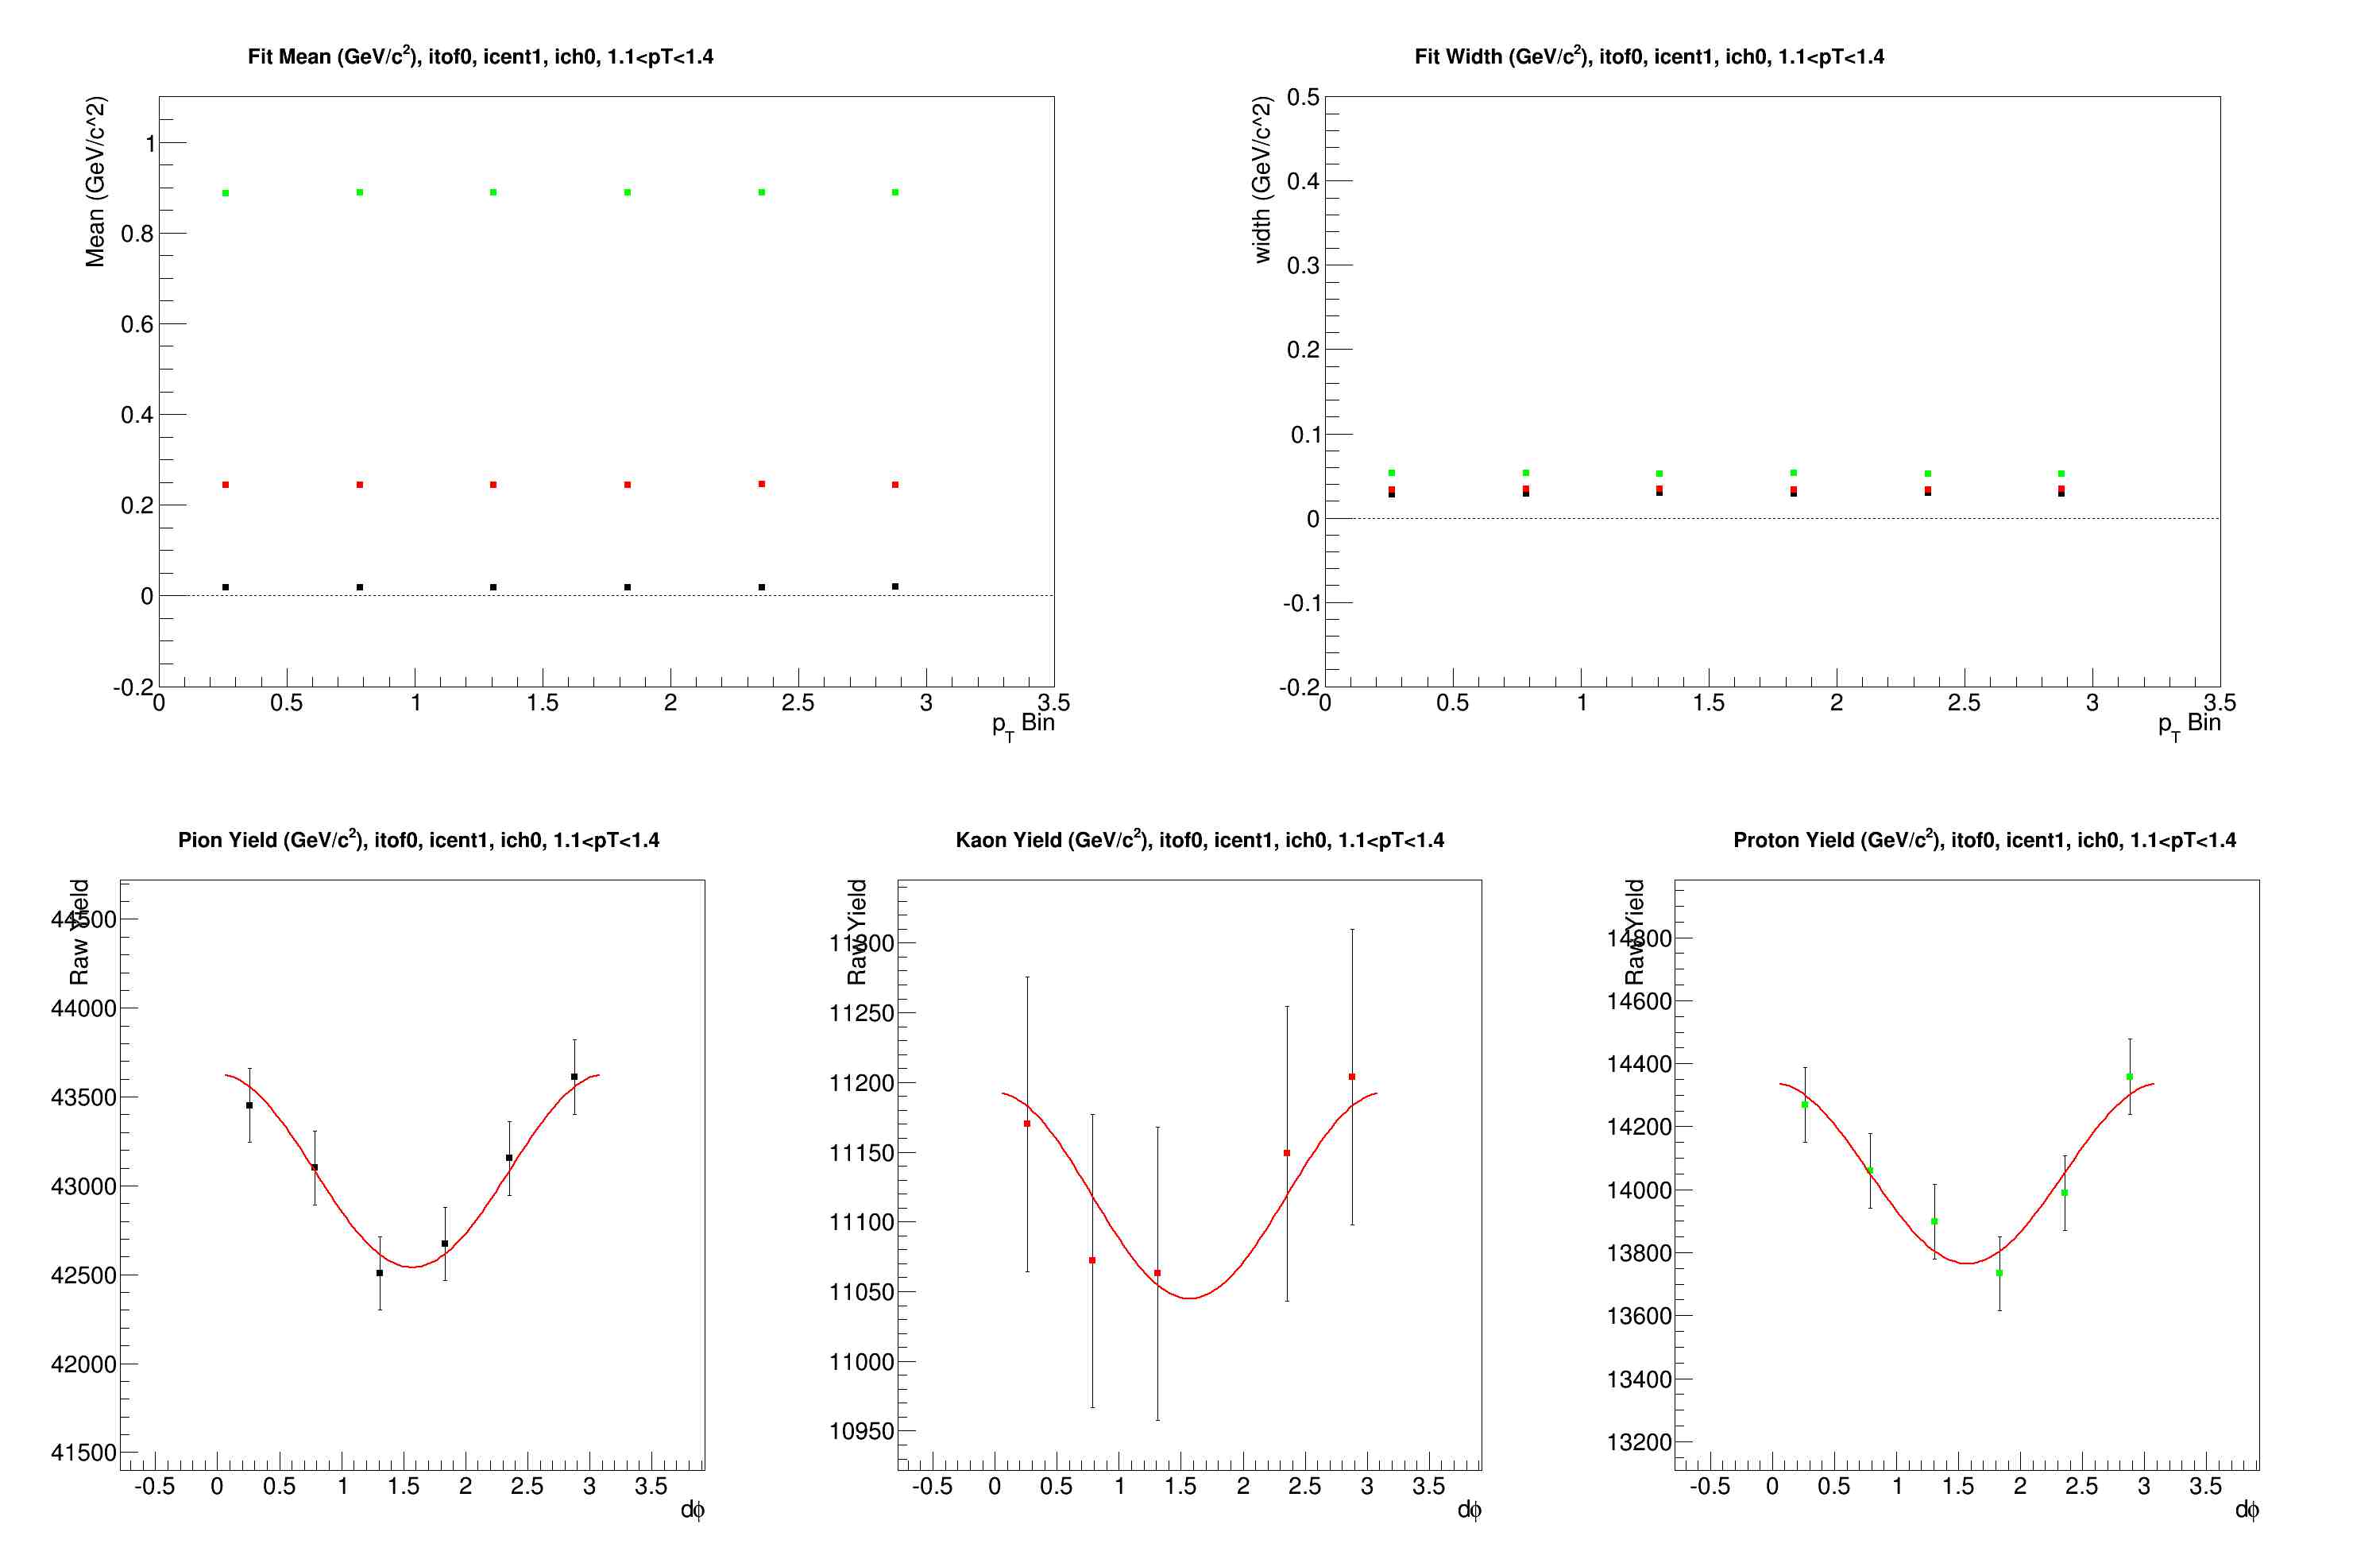 Fit Mean (GeV/c2), itof0, icent1, ich0, 1.1<pT<1.4
Mean (GeV/c^2)
1
0.8
0.6
0.4
0.2
0
-0.2
0 0.5 1 1.5 2 2.5 3 3.5
pT Bin
Fit Width (GeV/c2), itof0, icent1, ich0, 1.1<pT<1.4
width (GeV/c^2)
0.5
0.4
0.3
0.2
0.1
0
-0.1
-0.2
0 0.5 1 1.5 2 2.5 3 3.5
pT Bin
Pion Yield (GeV/c2), itof0, icent1, ich0, 1.1<pT<1.4
Raw Yield
44500
44000
43500
43000
42500
42000
41500
-0.5 0 0.5 1 1.5 2 2.5 3 3.5
dϕ
Kaon Yield (GeV/c2), itof0, icent1, ich0, 1.1<pT<1.4
Raw Yield
11300
11250
11200
11150
11100
11050
11000
10950
-0.5 0 0.5 1 1.5 2 2.5 3 3.5
dϕ
Proton Yield (GeV/c2), itof0, icent1, ich0, 1.1<pT<1.4
Raw Yield
14800
14600
14400
14200
14000
13800
13600
13400
13200
-0.5 0 0.5 1 1.5 2 2.5 3 3.5
dϕ